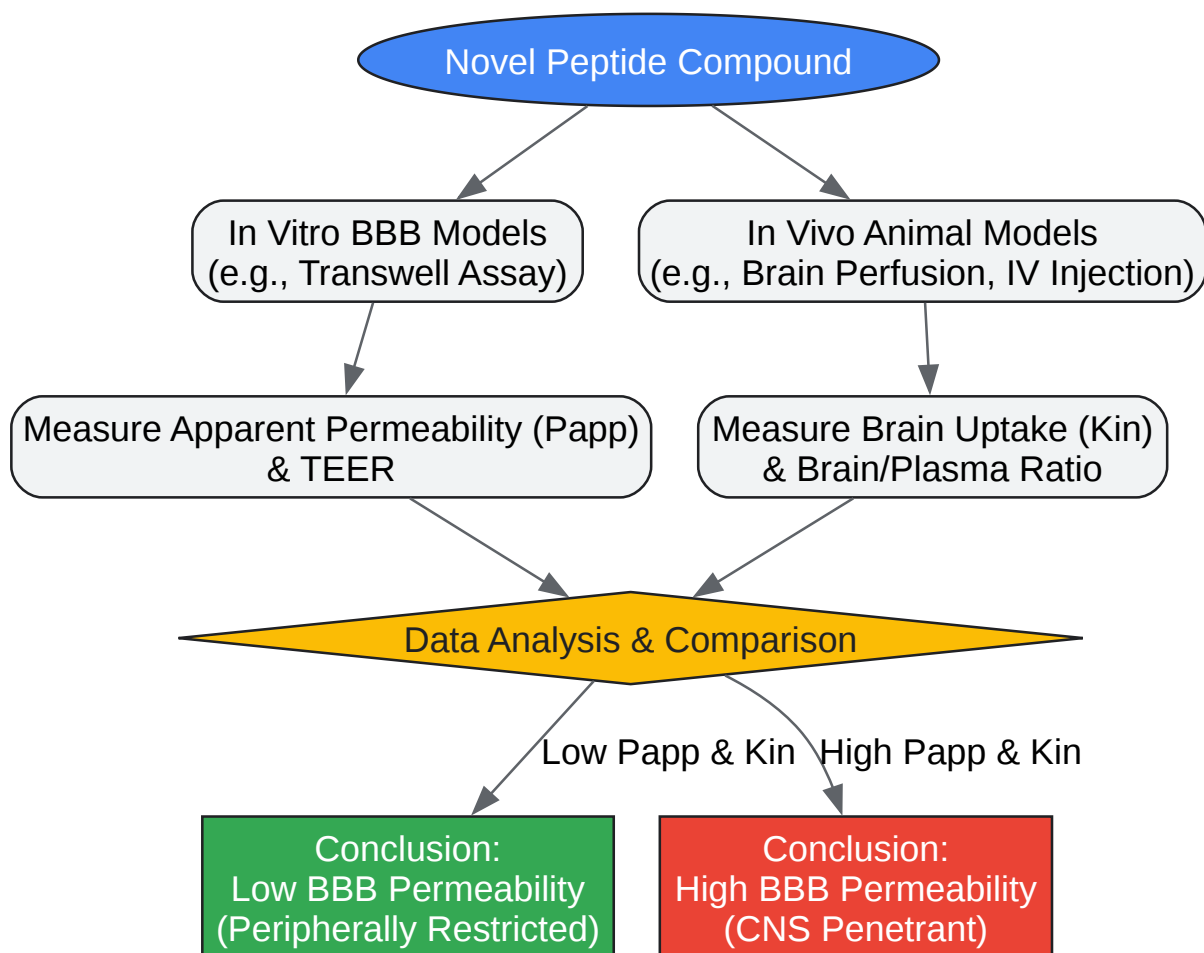 Novel Peptide Compound
In Vitro BBB Models
(e.g., Transwell Assay)
In Vivo Animal Models
(e.g., Brain Perfusion, IV Injection)
Measure Apparent Permeability (Papp)
& TEER
Measure Brain Uptake (Kin)
& Brain/Plasma Ratio
Data Analysis & Comparison
Low Papp & Kin
High Papp & Kin
Conclusion:
Low BBB Permeability
(Peripherally Restricted)
Conclusion:
High BBB Permeability
(CNS Penetrant)